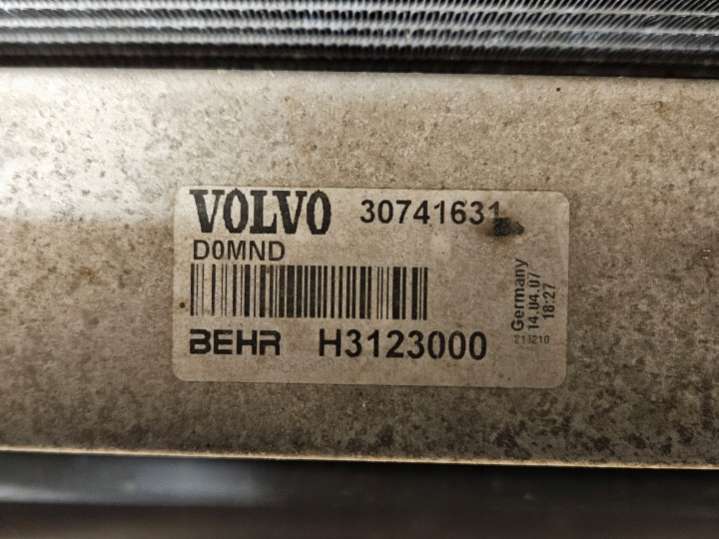 VOLVO 30741631
D0MND
BEHR H3123000
Germany
14.04.07
18:27